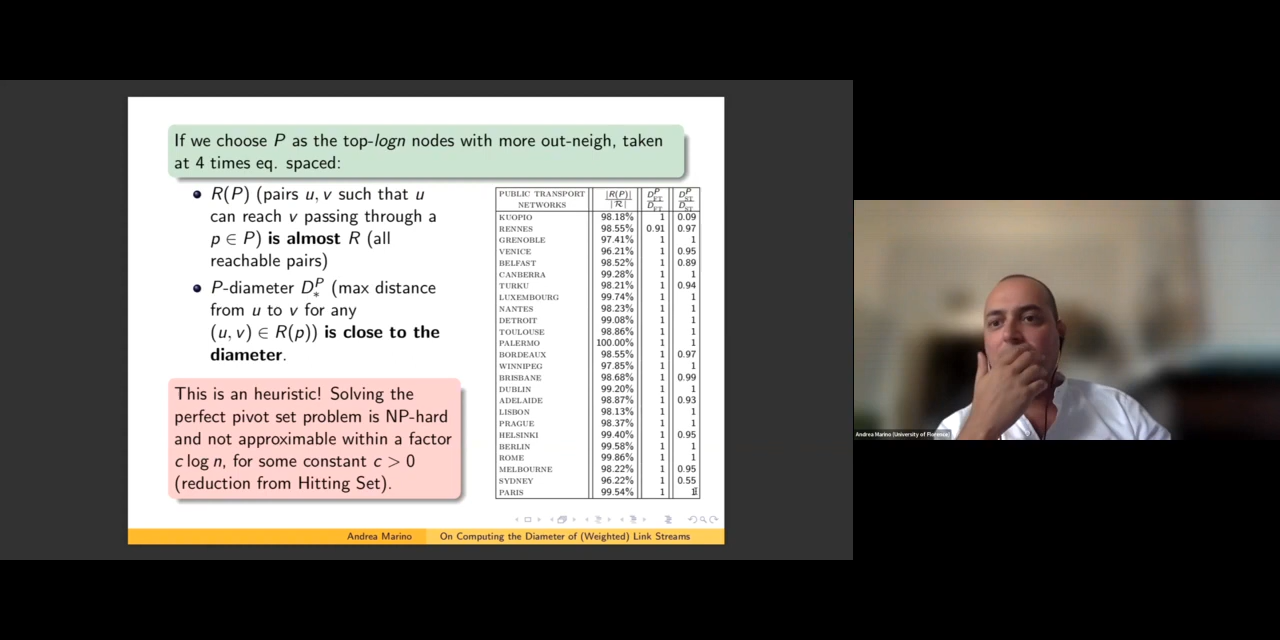 If we choose P as the top-logn nodes with more out-neigh, taken
at 4 times eq. spaced:
R(P) (pairs u, v such that u
can reach v passing through a
p ∈ P) is almost R (all
reachable pairs)
P-diameter D^P_* (max distance
from u to v for any
(u, v) ∈ R(p)) is close to the
diameter.
This is an heuristic! Solving the
perfect pivot set problem is NP-hard
and not approximable within a factor
c log n, for some constant c > 0
(reduction from Hitting Set).
PUBLIC TRANSPORT NETWORKS |R(P)|/|R| D^P_FT/D_FT D^P_ST/D_ST
KUOPIO 98.18% 1 0.09
RENNES 98.55% 0.91 0.97
GRENOBLE 97.41% 1 1
VENICE 96.21% 1 0.95
BELFAST 98.52% 1 0.89
CANBERRA 99.28% 1 1
TURKU 98.21% 1 0.94
LUXEMBOURG 99.74% 1 1
NANTES 98.23% 1 1
DETROIT 99.08% 1 1
TOULOUSE 98.86% 1 1
PALERMO 100.00% 1 1
BORDEAUX 98.55% 1 0.97
WINNIPEG 97.85% 1 1
BRISBANE 98.68% 1 0.99
DUBLIN 99.20% 1 1
ADELAIDE 98.87% 1 0.93
LISBON 98.13% 1 1
PRAGUE 98.37% 1 1
HELSINKI 99.40% 1 0.95
BERLIN 99.58% 1 1
ROME 99.86% 1 1
MELBOURNE 98.22% 1 0.95
SYDNEY 96.22% 1 0.55
PARIS 99.54% 1 1
Andrea Marino On Computing the Diameter of (Weighted) Link Streams
Andrea Marino (University of Florence)